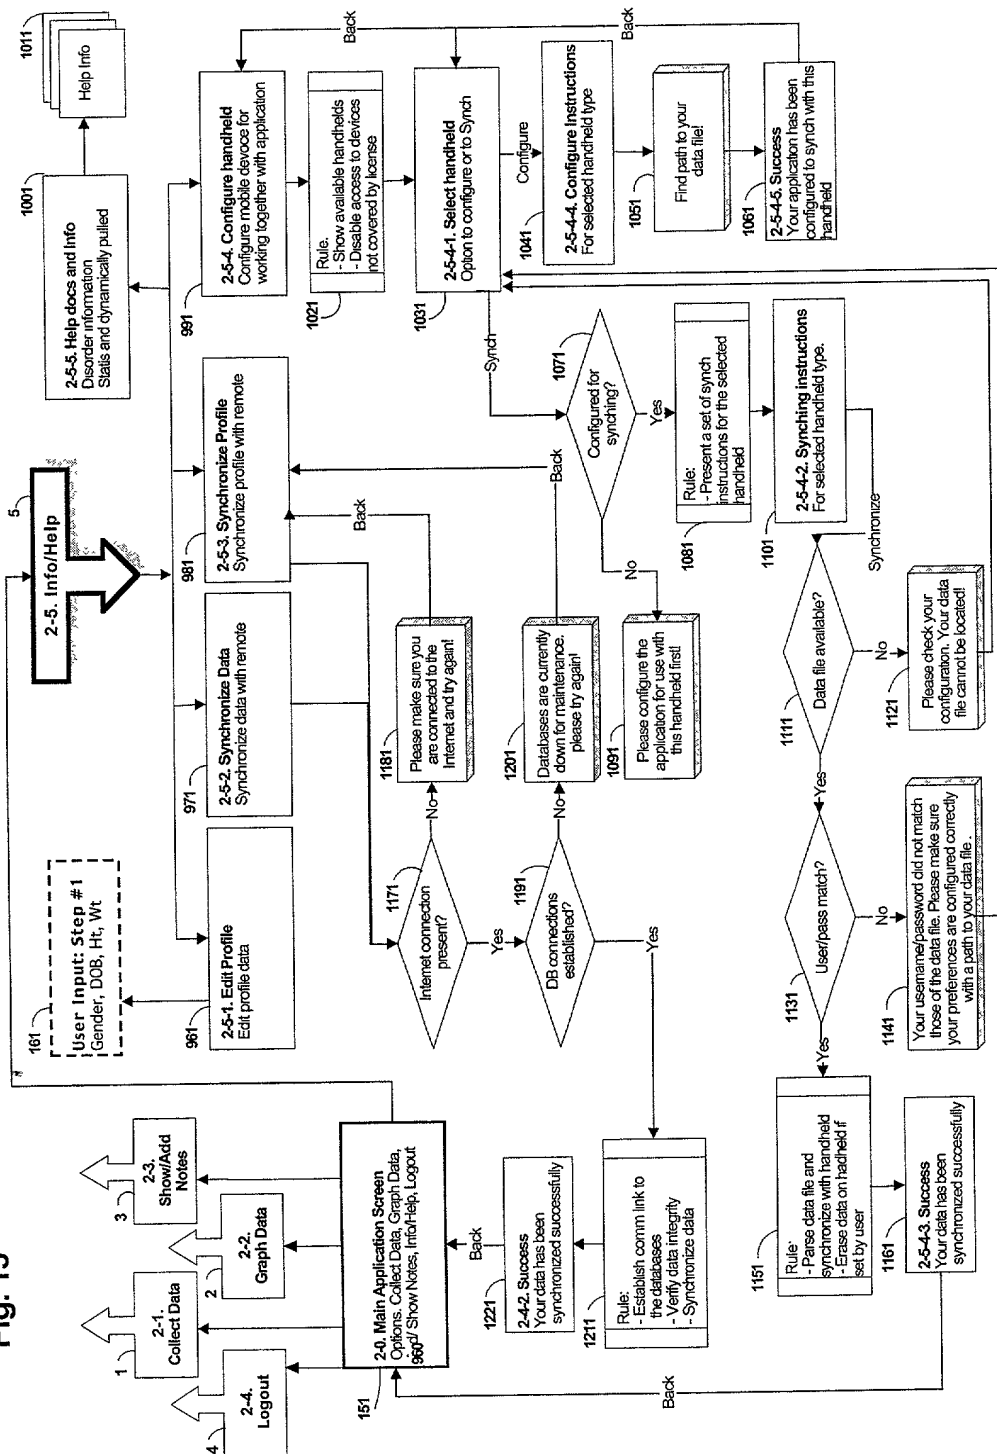 Fig. 15
5
2-5. Info/Help
1
2-1.
Collect Data
2
2-2.
Graph Data
3
2-3.
Show/Add
Notes
4
2-4.
Logout
151
2-0. Main Application Screen
Options. Collect Data, Graph Data,
and/ Show Notes, Info/Help, Logout
960
161
User Input: Step #1
Gender, DOB, Ht, Wt
961
2-5-1. Edit Profile
Edit profile data
971
2-5-2. Synchronize Data
Synchronize data with remote
981
2-5-3. Synchronize Profile
Synchronize profile with remote
991
2-5-4. Configure handheld
Configure mobile devoce for
working together with application
1001
2-5-5. Help docs and Info
Disorder information
Statis and dynamically pulled
1011
Help Info
1021
Rule:
- Show available handhelds
- Disable access to devices
not covered by license
1031
2-5-4-1. Select handheld
Option to configure or to Synch
Configure
1041
2-5-4-4. Configure Instructions
For selected handheld type
1051
Find path to your
data file!
1061
2-5-4-5. Success
Your application has been
configured to synch with this
handheld
Back
Back
Synch
1071
Configured for
synching?
Yes
No
1081
Rule:
- Present a set of synch
instructions for the selected
handheld
1091
Please configure the
application for use with
this handheld first!
1101
2-5-4-2. Synching instructions
For selected handheld type.
Synchronize
1111
Data file available?
No
Yes
1121
Please check your
configuration. Your data
file cannot be located!
1131
User/pass match?
No
Yes
1141
Your username/password did not match
those of the data file. Please make sure
your preferences are configured correctly
with a path to your data file .
1151
Rule:
- Parse data file and
synchronize with handheld
- Erase data on hadheld if
set by user
1161
2-5-4-3. Success
Your data has been
synchronized successfully
Back
1171
Internet connection
present?
No
Yes
1181
Please make sure you
are connected to the
Internet and try again!
Back
1191
DB connections
established?
No
Yes
1201
Databases are currently
down for maintenance.
please try again!
Back
1211
Rule:
- Establish comm link to
the databases
- Verify data integrity
- Synchronize data
1221
2-4-2. Success
Your data has been
synchronized successfully
Back